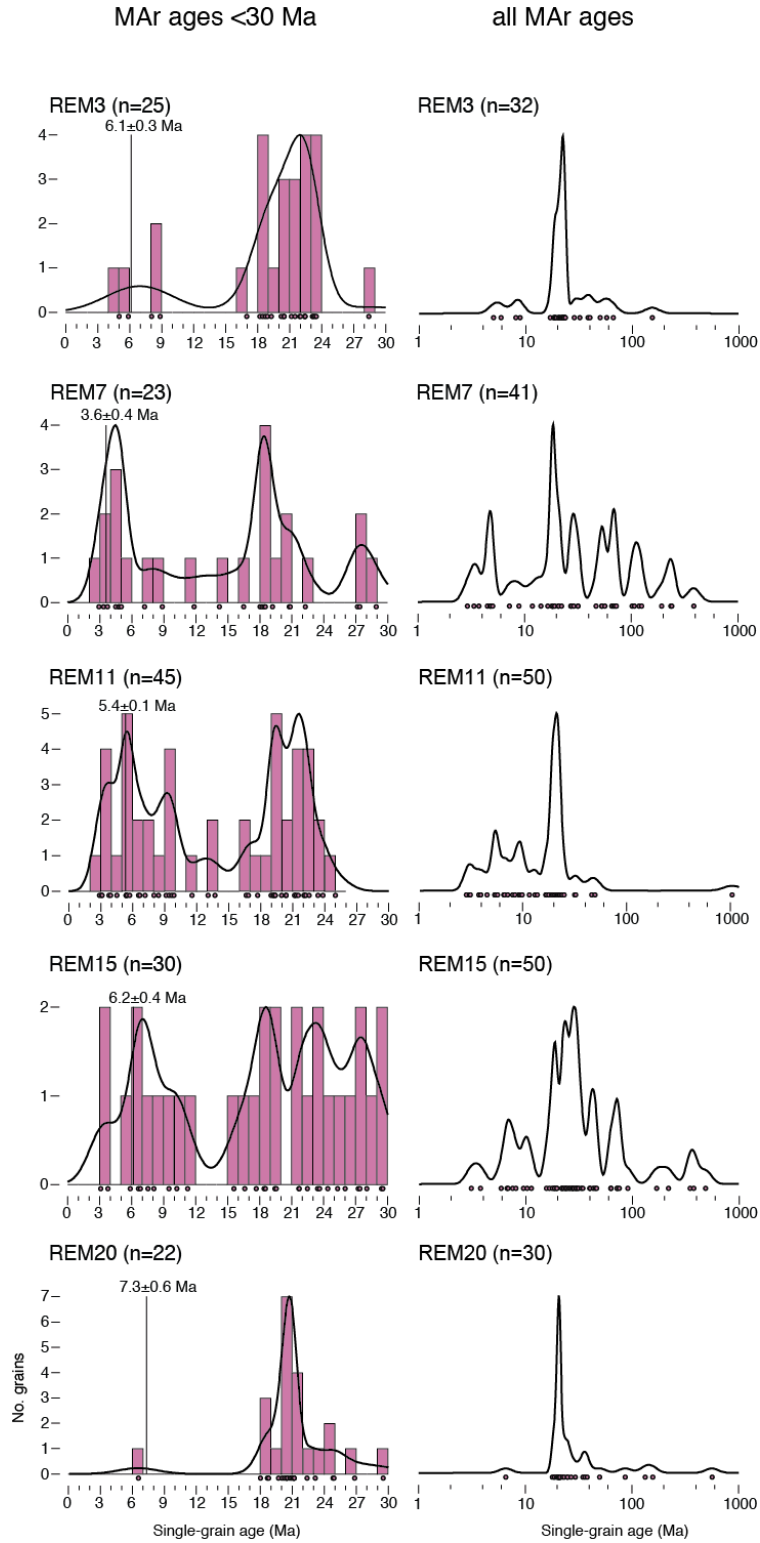 MAr ages <30 Ma all MAr ages
REM3 (n=25) REM3 (n=32)
6.1±0.3 Ma
4
3
2
1
0
0 3 6 9 12 15 18 21 24 27 30 1 10 100 1000
REM7 (n=23) REM7 (n=41)
3.6±0.4 Ma
4
3
2
1
0
0 3 6 9 12 15 18 21 24 27 30 1 10 100 1000
REM11 (n=45) REM11 (n=50)
5.4±0.1 Ma
5
4
3
2
1
0
0 3 6 9 12 15 18 21 24 27 30 1 10 100 1000
REM15 (n=30) REM15 (n=50)
6.2±0.4 Ma
2
1
0
0 3 6 9 12 15 18 21 24 27 30 1 10 100 1000
REM20 (n=22) REM20 (n=30)
7.3±0.6 Ma
7
6
5
4
3
2
1
0
No. grains
0 3 6 9 12 15 18 21 24 27 30 1 10 100 1000
Single-grain age (Ma) Single-grain age (Ma)